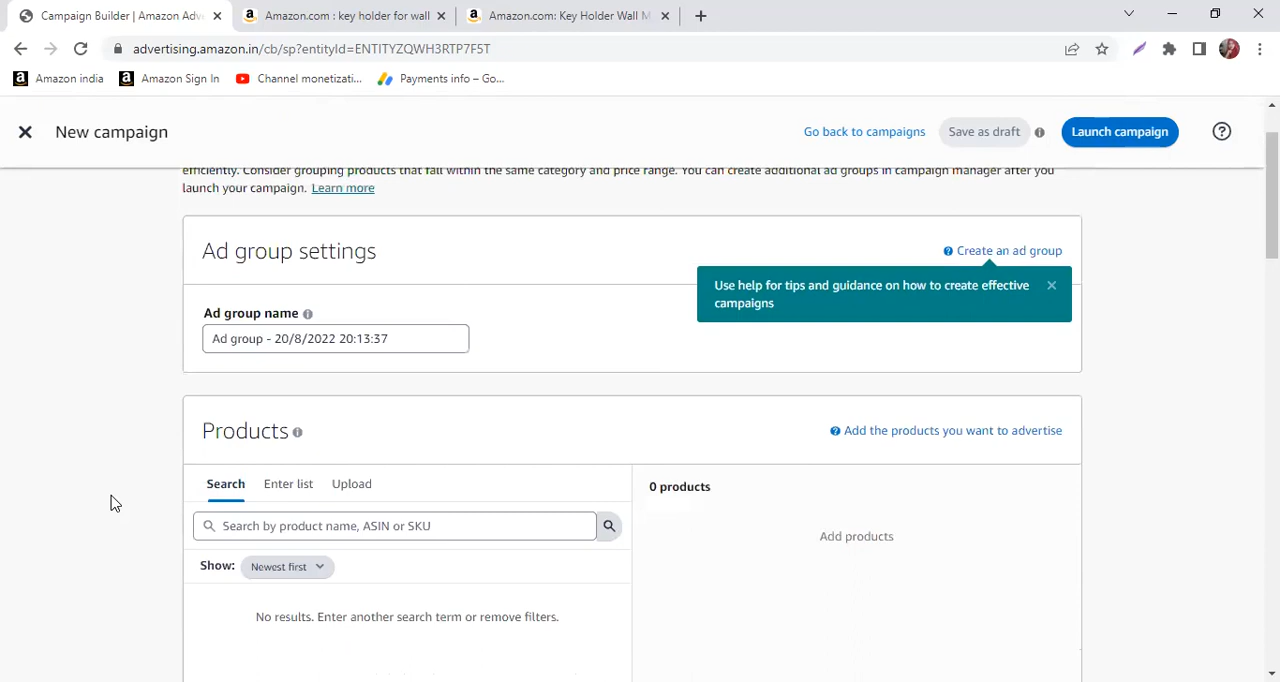 Campaign Builder | Amazon Adv
Amazon.com : key holder for wall
Amazon.com: Key Holder Wall M
advertising.amazon.in/cb/sp?entityId=ENTITYZQWH3RTP7F5T
Amazon india
Amazon Sign In
Channel monetizati...
Payments info – Go...
New campaign
Go back to campaigns
Save as draft
Launch campaign
efficiently. Consider grouping products that fall within the same category and price range. You can create additional ad groups in campaign manager after you
launch your campaign. Learn more
Ad group settings
Create an ad group
Use help for tips and guidance on how to create effective
campaigns
Ad group name
Ad group - 20/8/2022 20:13:37
Products
Add the products you want to advertise
Search
Enter list
Upload
0 products
Search by product name, ASIN or SKU
Add products
Show:
Newest first
No results. Enter another search term or remove filters.